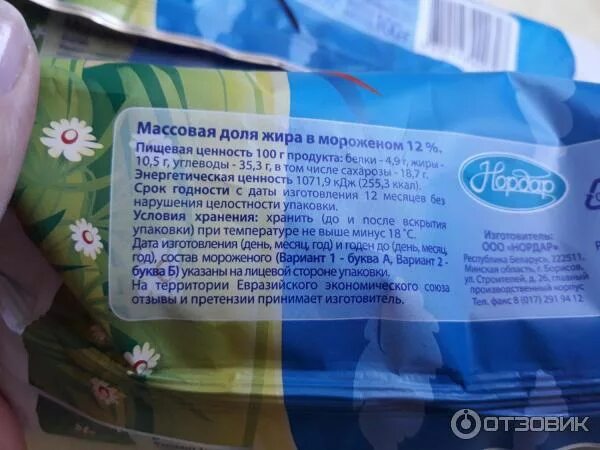 Массовая доля жира в мороженом 12 %.
Пищевая ценность 100 г продукта: белки - 4,9 г, жиры -
10,5 г, углеводы - 35,3 г, в том числе сахарозы - 18,7 г.
Энергетическая ценность 1071,9 кДж (255,3 ккал).
Срок годности с даты изготовления 12 месяцев без
нарушения целостности упаковки.
Условия хранения: хранить (до и после вскрытия
упаковки) при температуре не выше минус 18 °С.
Дата изготовления (день, месяц, год) и годен до (день, месяц,
год), состав мороженого (Вариант 1 - буква А, Вариант 2 -
буква Б) указаны на лицевой стороне упаковки.
На территории Евразийского экономического союза
отзывы и претензии принимает изготовитель.
Нордар
Изготовитель:
ООО «НОРДАР»
Республика Беларусь, 222511,
Минская область, г. Борисов,
ул. Строителей, д. 26, главный
производственный корпус
Тел. факс 8 (017) 291 94 12
ОТЗОВИК